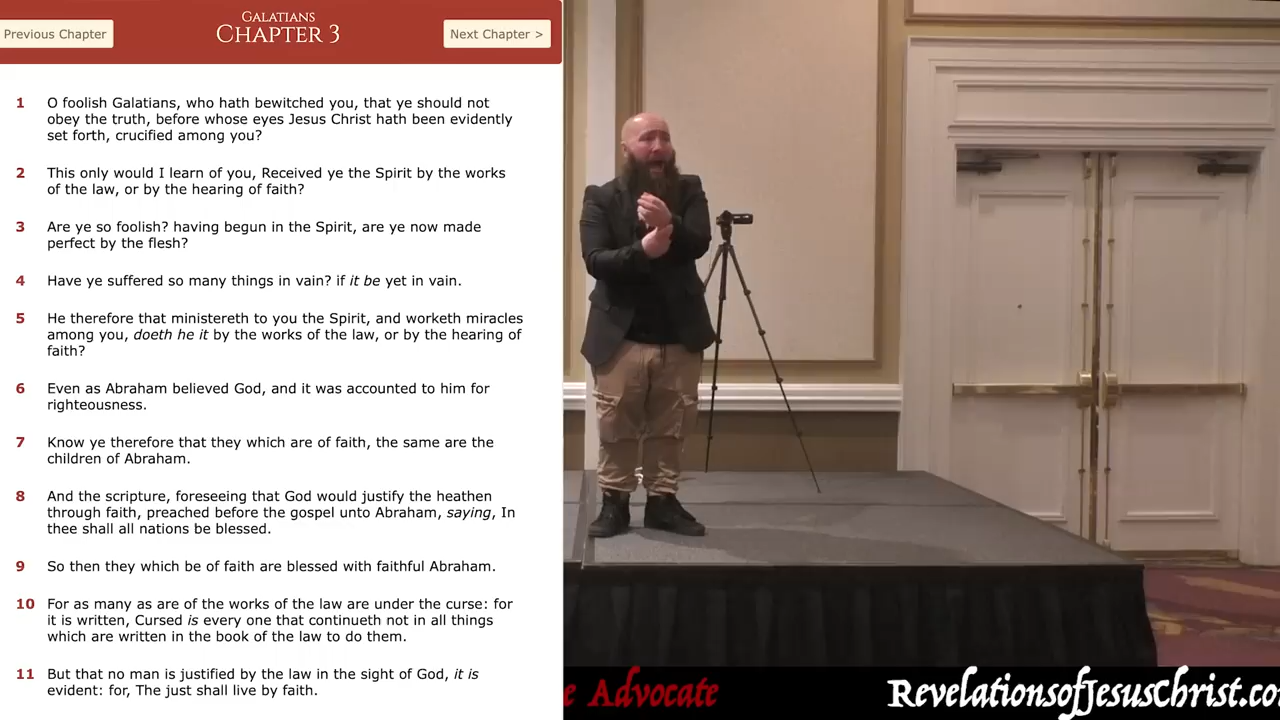 GALATIANS
Previous Chapter
CHAPTER 3
Next Chapter >
1 O foolish Galatians, who hath bewitched you, that ye should not
obey the truth, before whose eyes Jesus Christ hath been evidently
set forth, crucified among you?
2 This only would I learn of you, Received ye the Spirit by the works
of the law, or by the hearing of faith?
3 Are ye so foolish? having begun in the Spirit, are ye now made
perfect by the flesh?
4 Have ye suffered so many things in vain? if it be yet in vain.
5 He therefore that ministereth to you the Spirit, and worketh miracles
among you, doeth he it by the works of the law, or by the hearing of
faith?
6 Even as Abraham believed God, and it was accounted to him for
righteousness.
7 Know ye therefore that they which are of faith, the same are the
children of Abraham.
8 And the scripture, foreseeing that God would justify the heathen
through faith, preached before the gospel unto Abraham, saying, In
thee shall all nations be blessed.
9 So then they which be of faith are blessed with faithful Abraham.
10 For as many as are of the works of the law are under the curse: for
it is written, Cursed is every one that continueth not in all things
which are written in the book of the law to do them.
11 But that no man is justified by the law in the sight of God, it is
evident: for, The just shall live by faith.
e Advocate RevelationsofJesusChrist.co